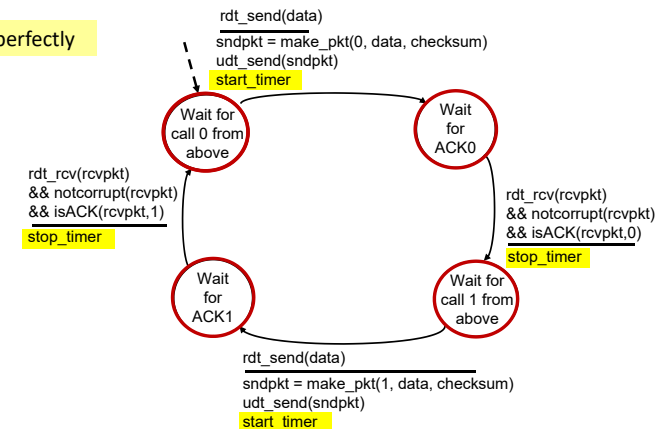 perfectly
rdt_send(data)
sndpkt = make_pkt(0, data, checksum)
udt_send(sndpkt)
start_timer
Wait for
call 0 from
above
Wait
for
ACK0
rdt_rcv(rcvpkt)
&& notcorrupt(rcvpkt)
&& isACK(rcvpkt,1)
stop_timer
rdt_rcv(rcvpkt)
&& notcorrupt(rcvpkt)
&& isACK(rcvpkt,0)
stop_timer
Wait
for
ACK1
Wait for
call 1 from
above
rdt_send(data)
sndpkt = make_pkt(1, data, checksum)
udt_send(sndpkt)
start_timer